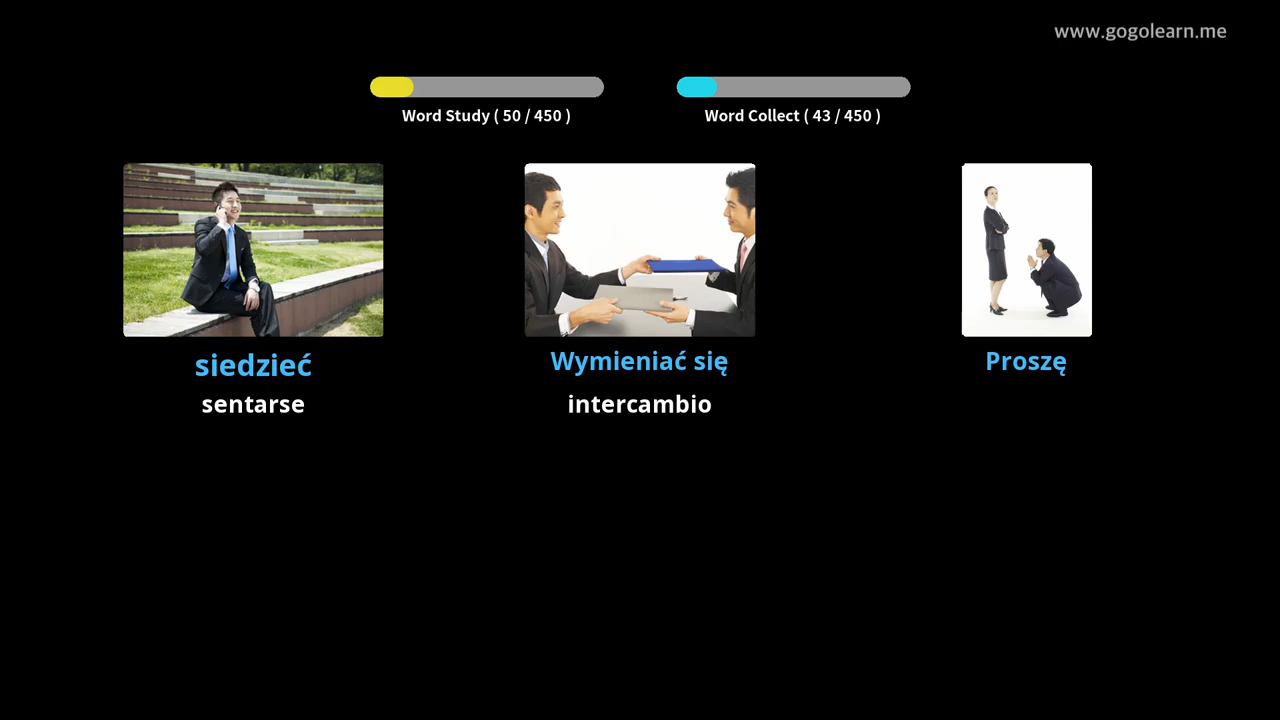 www.gogolearn.me
Word Study ( 50 / 450 )
Word Collect ( 43 / 450 )
siedzieć
sentarse
Wymieniać się
intercambio
Proszę